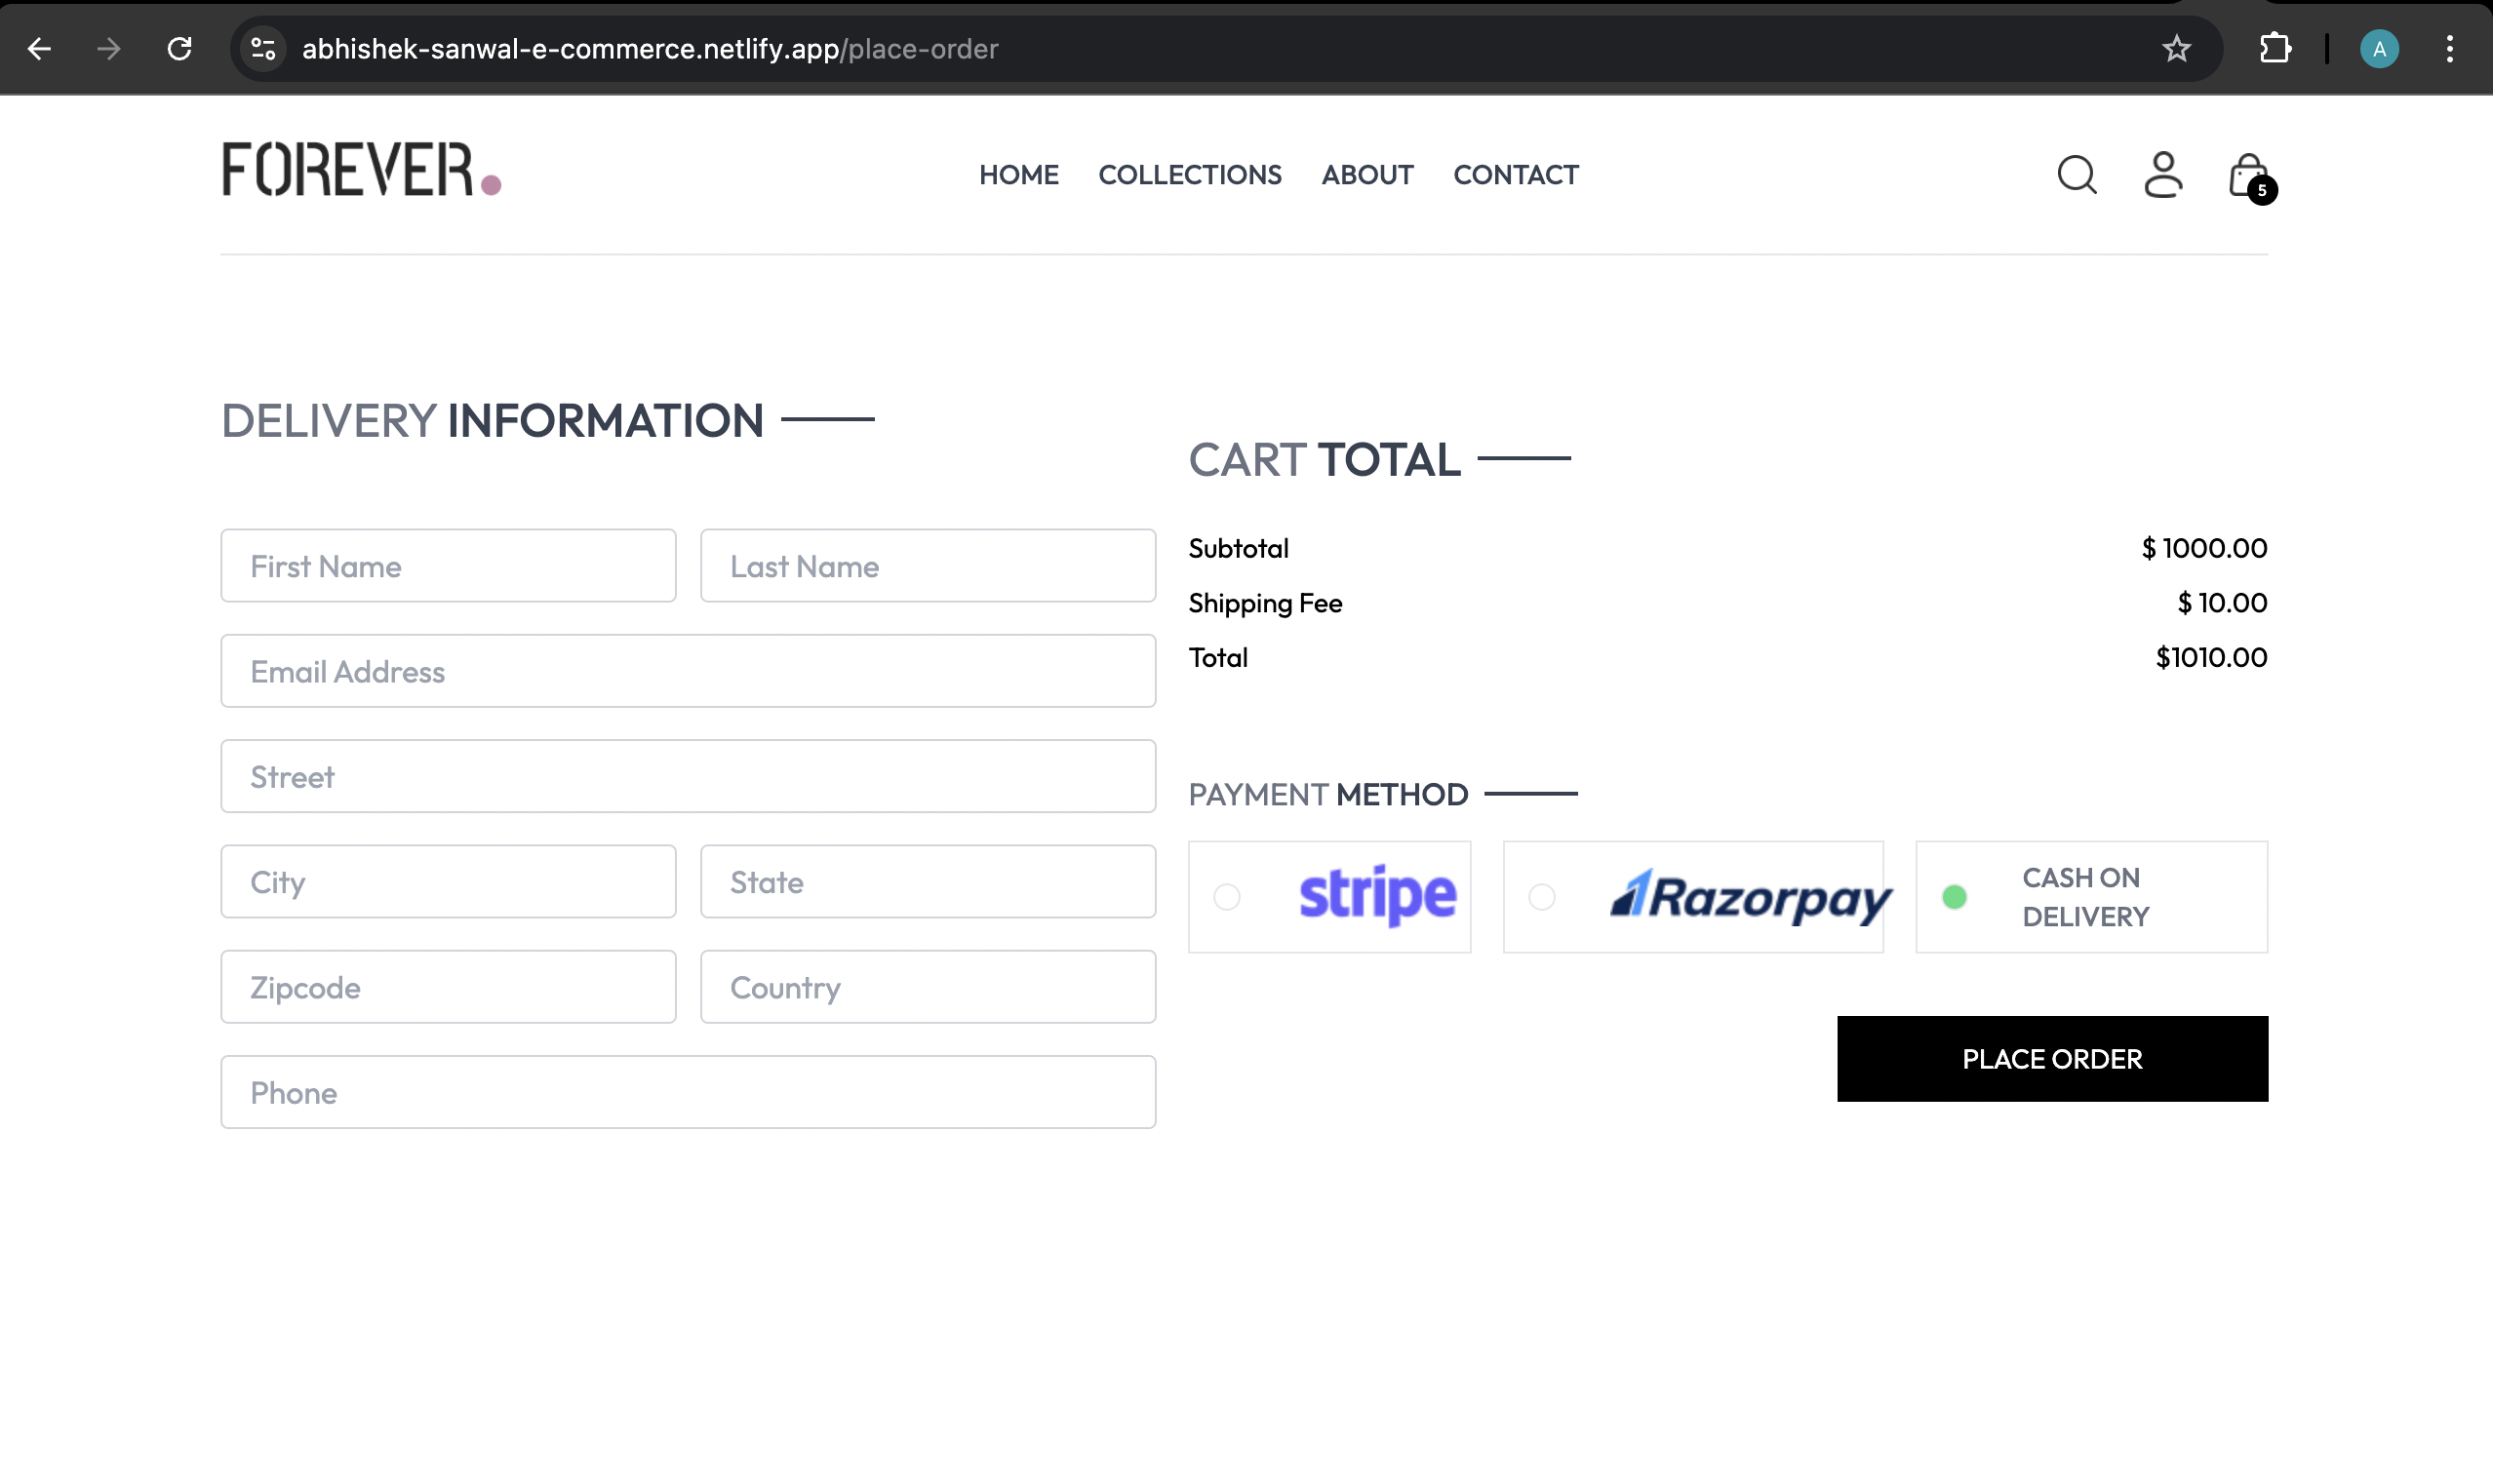 abhishek-sanwal-e-commerce.netlify.app/place-order
A
FOREVER.
HOME COLLECTIONS ABOUT CONTACT
5
DELIVERY INFORMATION
First Name
Last Name
Email Address
Street
City
State
Zipcode
Country
Phone
CART TOTAL
Subtotal $ 1000.00
Shipping Fee $ 10.00
Total $1010.00
PAYMENT METHOD
stripe
Razorpay
CASH ON
DELIVERY
PLACE ORDER